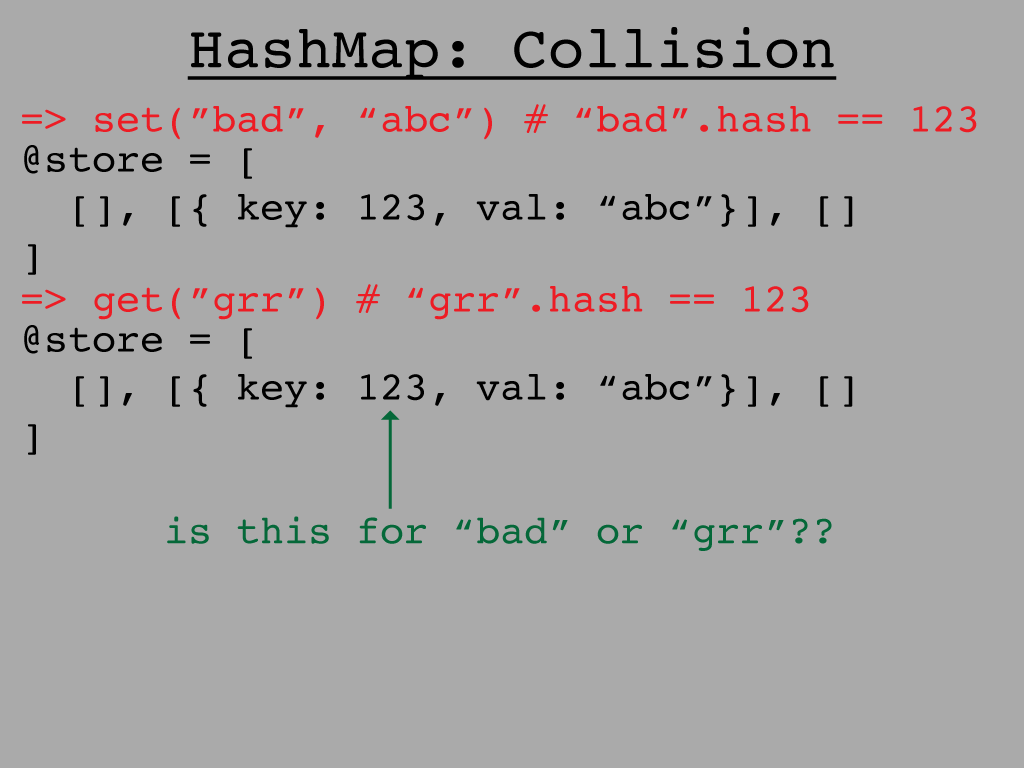 HashMap: Collision
=> set(”bad”, “abc”) # “bad”.hash == 123
@store = [
  [], [{ key: 123, val: “abc”}], []
]
=> get(”grr”) # “grr”.hash == 123
@store = [
  [], [{ key: 123, val: “abc”}], []
]
is this for “bad” or “grr”??